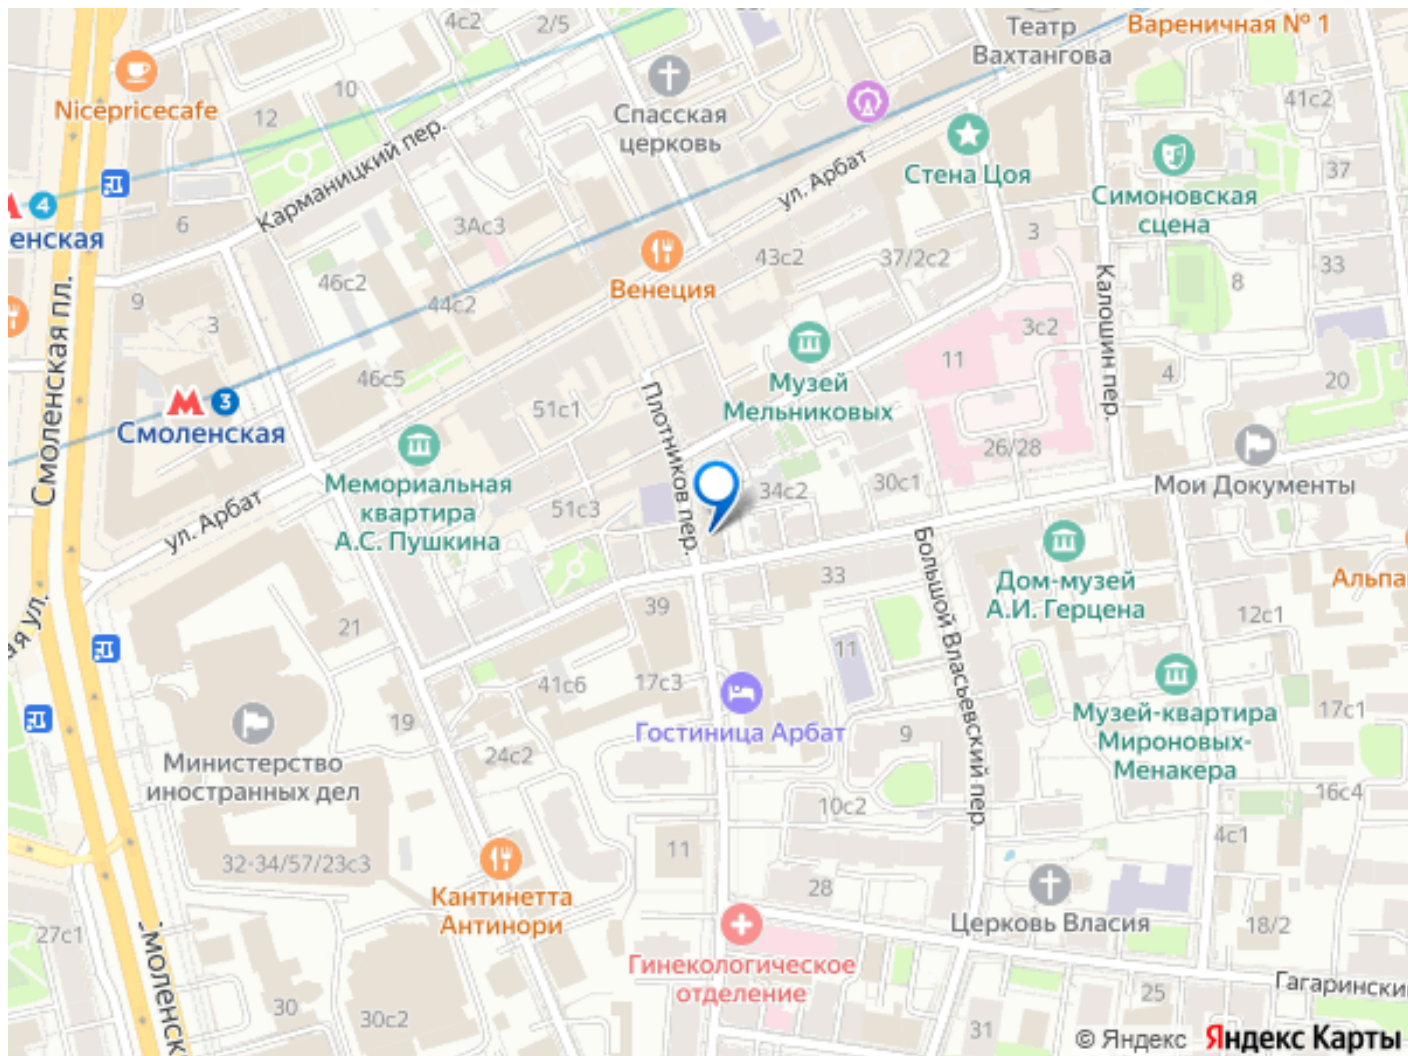 4с2
2/5
Театр
Вахтангова
Вареничная № 1
Nicepricecafe
12
10
Спасская
церковь
41с2
Карманицкий пер.
ул. Арбат
Стена Цоя
37
Симоновская
сцена
4
енская
6
3Ас3
3
46с2
Венеция
43с2
37/2с2
33
8
9
3
44с2
Калошин пер.
Смоленская пл.
3с2
11
Музей
Мельниковых
4
20
46с5
51с1
Плотников пер.
3
Смоленская
26/28
Мои Документы
Мемориальная
квартира
А.С. Пушкина
34с2
30с1
51с3
ул. Арбат
Большой Власьевский пер.
Дом-музей
А.И. Герцена
33
Альпа
39
12с1
21
ая ул.
11
41с6
17с3
Гостиница Арбат
19
9
Музей-квартира
Мироновых-
Менакера
17с1
Министерство
иностранных дел
24с2
10с2
16с4
4с1
11
32-34/57/23с3
Кантинетта
Антинори
28
Церковь Власия
18/2
27с1
моленск
Гинекологическое
отделение
Гагарински
25
30
30с2
31
© Яндекс Яндекс Карты